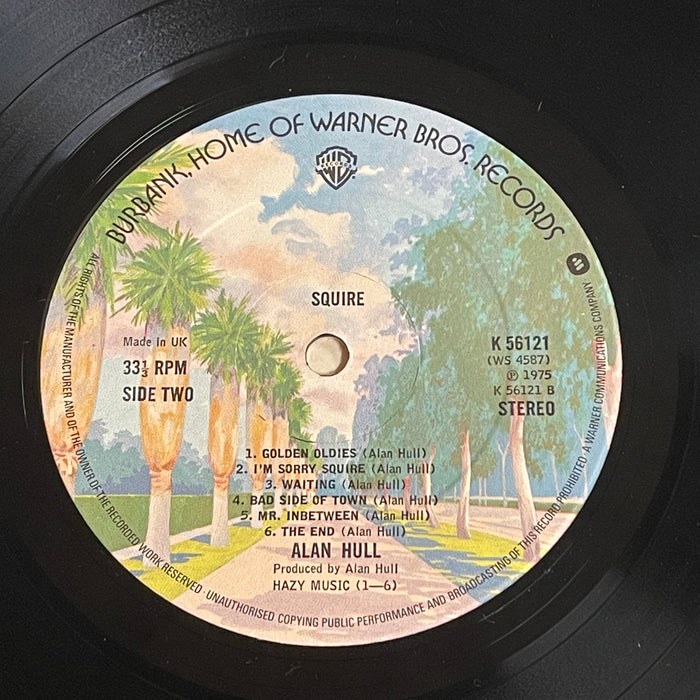 BURBANK, HOME OF WARNER BROS. RECORDS
SQUIRE
Made in UK
33⅓ RPM
SIDE TWO
K 56121
(WS 4587)
℗ 1975
K 56121 B
STEREO
1. GOLDEN OLDIES (Alan Hull)
2. I'M SORRY SQUIRE (Alan Hull)
3. WAITING (Alan Hull)
4. BAD SIDE OF TOWN (Alan Hull)
5. MR. INBETWEEN (Alan Hull)
6. THE END (Alan Hull)
ALAN HULL
Produced by Alan Hull
HAZY MUSIC (1—6)
ALL RIGHTS OF THE MANUFACTURER AND OF THE OWNER OF THE RECORDED WORK RESERVED · UNAUTHORISED COPYING PUBLIC PERFORMANCE AND BROADCASTING OF THIS RECORD PROHIBITED · A WARNER COMMUNICATIONS COMPANY